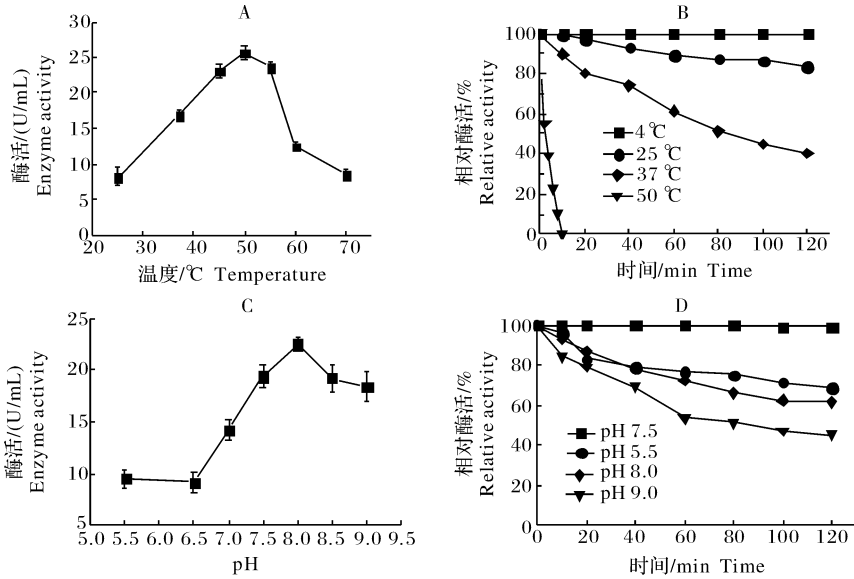 A
酶活/(U/mL)
Enzyme activity
30
25
20
15
10
5
0
20 30 40 50 60 70
温度/℃ Temperature
B
相对酶活/%
Relative activity
100
80
60
40
20
0
4℃
25℃
37℃
50℃
0 20 40 60 80 100 120
时间/min Time
C
酶活/(U/mL)
Enzyme activity
25
20
15
10
5
5.0 5.5 6.5 7.0 7.5 8.0 8.5 9.0 9.5
pH
D
相对酶活/%
Relative activity
100
80
60
40
20
0
pH 7.5
pH 5.5
pH 8.0
pH 9.0
0 20 40 60 80 100 120
时间/min Time